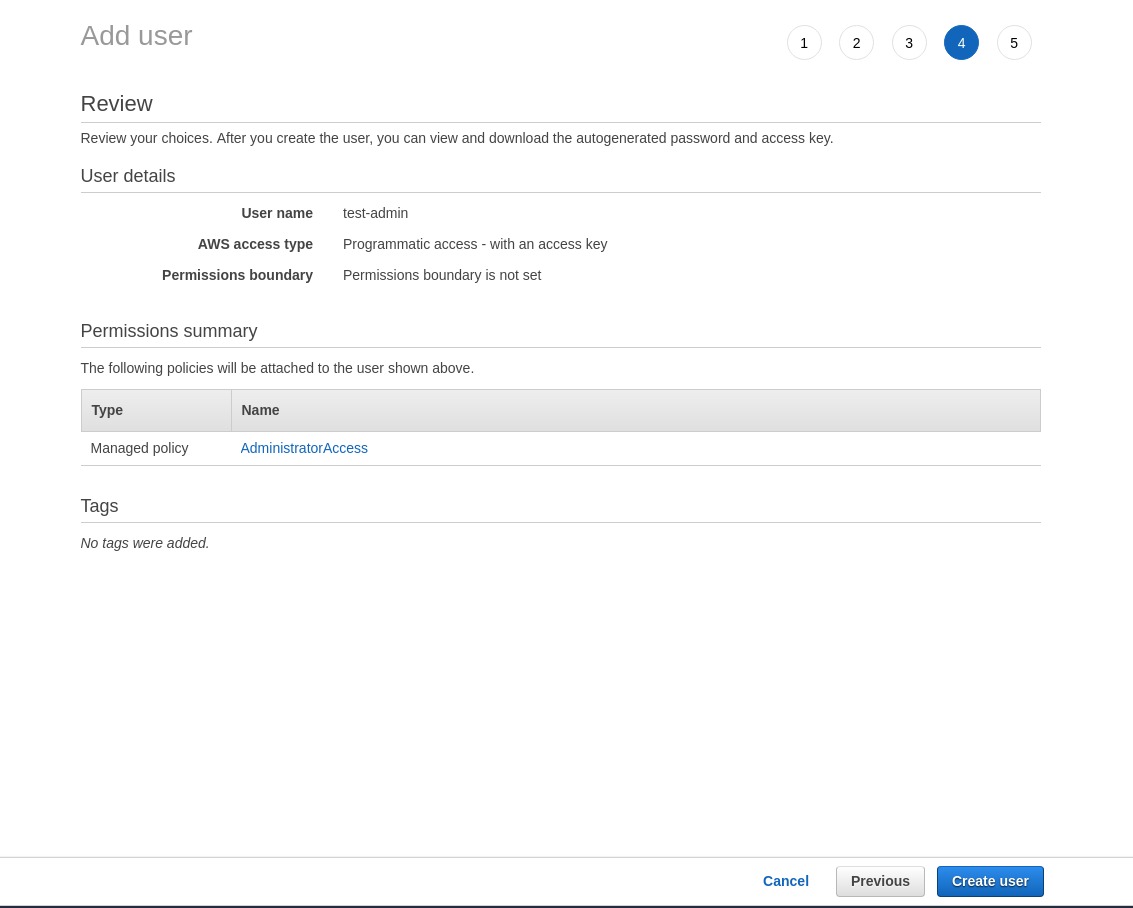 Add user
1 2 3 4 5
Review
Review your choices. After you create the user, you can view and download the autogenerated password and access key.
User details
User name test-admin
AWS access type Programmatic access - with an access key
Permissions boundary Permissions boundary is not set
Permissions summary
The following policies will be attached to the user shown above.
Type Name
Managed policy AdministratorAccess
Tags
No tags were added.
Cancel Previous Create user